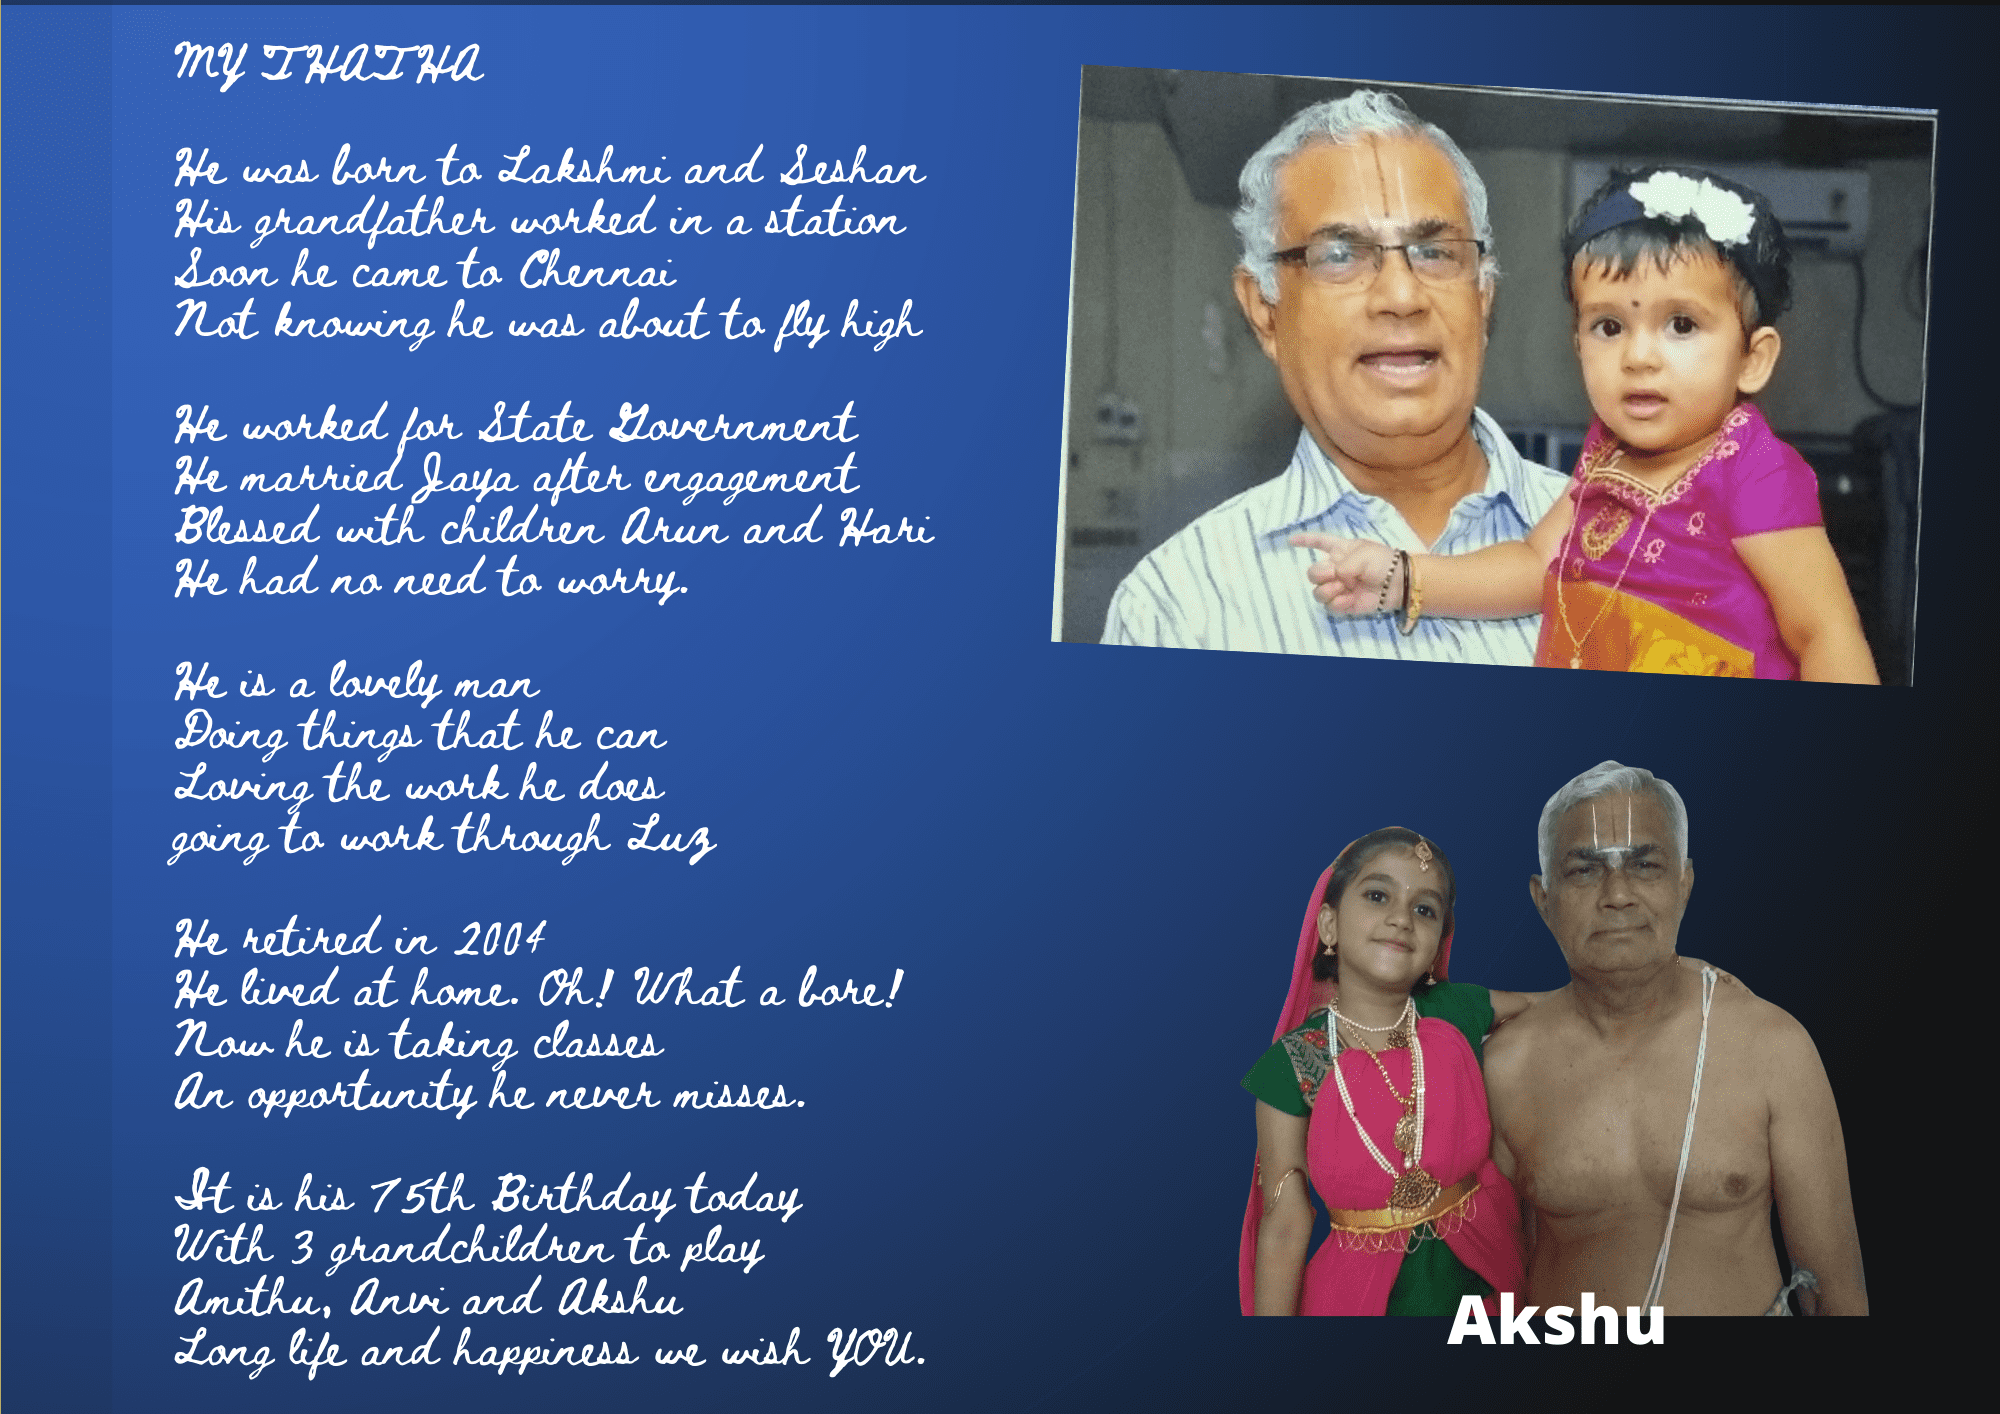 MY THATHA
He was born to Lakshmi and Seshan
His grandfather worked in a station
Soon he came to Chennai
Not knowing he was about to fly high
He worked for State Government
He married Jaya after engagement
Blessed with children Arun and Hari
He had no need to worry.
He is a lovely man
Doing things that he can
Loving the work he does
going to work through Luz
He retired in 2004
He lived at home. Oh! What a bore!
Now he is taking classes
An opportunity he never misses.
It is his 75th Birthday today
With 3 grandchildren to play
Amithu, Anvi and Akshu
Long life and happiness we wish YOU.
Akshu